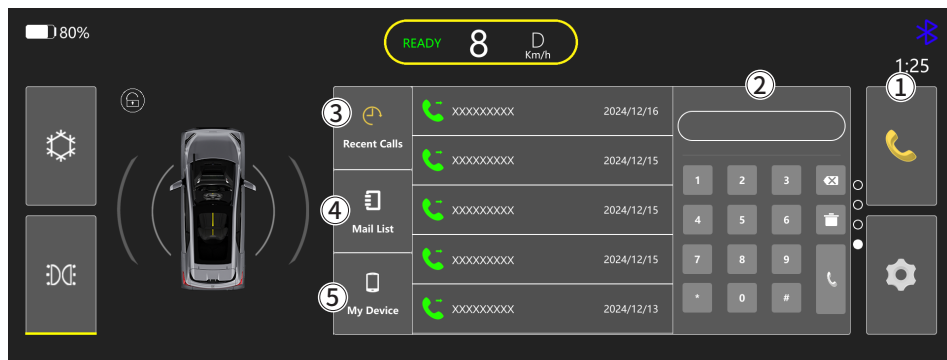 80%
READY 8 D
Km/h
1:25
① ②
③ Recent Calls
④ Mail List
⑤ My Device
XXXXXXXXX 2024/12/16
XXXXXXXXX 2024/12/15
XXXXXXXXX 2024/12/15
XXXXXXXXX 2024/12/15
XXXXXXXXX 2024/12/13
1 2 3
4 5 6
7 8 9
* 0 #